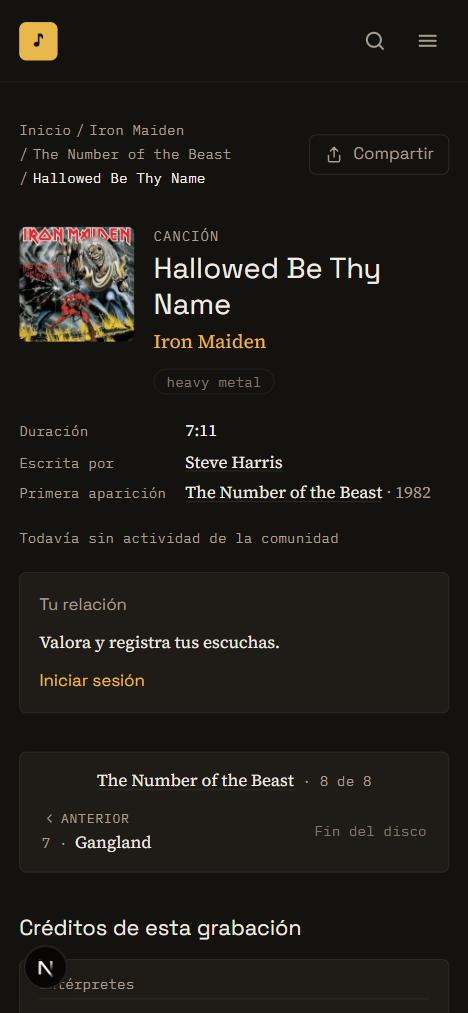 Inicio / Iron Maiden
/ The Number of the Beast
/ Hallowed Be Thy Name
Compartir
IRON MAIDEN
CANCIÓN
Hallowed Be Thy
Name
Iron Maiden
heavy metal
Duración 7:11
Escrita por Steve Harris
Primera aparición The Number of the Beast · 1982
Todavía sin actividad de la comunidad
Tu relación
Valora y registra tus escuchas.
Iniciar sesión
The Number of the Beast · 8 de 8
ANTERIOR
7 · Gangland
Fin del disco
Créditos de esta grabación
N
térpretes